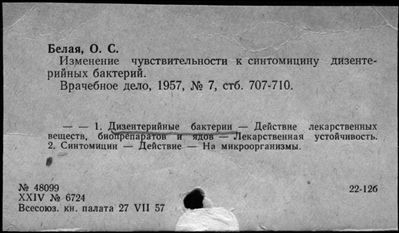 Белая, О. С.
Изменение чувствительности к синтомицину дизенте-
рийных бактерий.
Врачебное дело, 1957, № 7, стб. 707-710.
— — 1. Дизентерийные бактерии — Действие лекарственных
веществ, биопрепаратов и ядов — Лекарственная устойчивость.
2. Синтомицин — Действие — На микроорганизмы.
№ 48099
22-126
XXIV № 6724
Всесоюз. кн. палата 27 VII 57